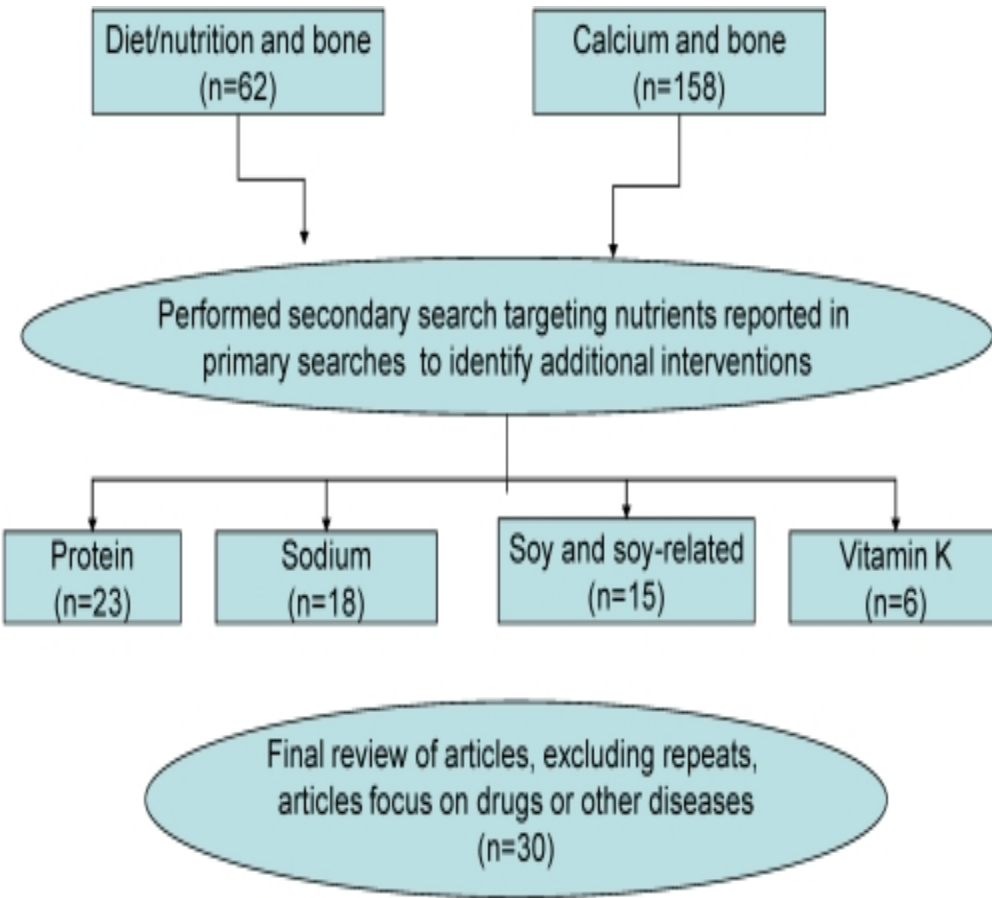 Diet/nutrition and bone
(n=62)
Calcium and bone
(n=158)
Performed secondary search targeting nutrients reported in
primary searches to identify additional interventions
Protein
(n=23)
Sodium
(n=18)
Soy and soy-related
(n=15)
Vitamin K
(n=6)
Final review of articles, excluding repeats,
articles focus on drugs or other diseases
(n=30)